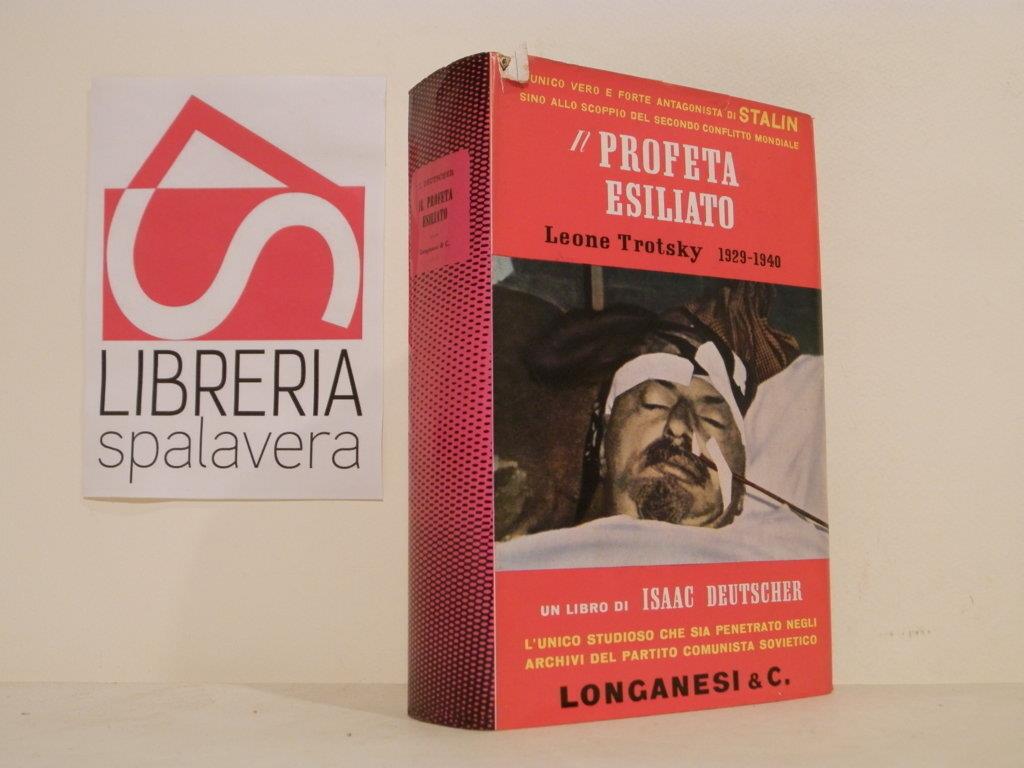 LIBRERIA
spalavera
DEUTSCHER
IL PROFETA
ESILIATO
Longanesi & C.
UNICO VERO E FORTE ANTAGONISTA DI STALIN
SINO ALLO SCOPPIO DEL SECONDO CONFLITTO MONDIALE
Il PROFETA
ESILIATO
Leone Trotsky 1929-1940
UN LIBRO DI ISAAC DEUTSCHER
L'UNICO STUDIOSO CHE SIA PENETRATO NEGLI
ARCHIVI DEL PARTITO COMUNISTA SOVIETICO
LONGANESI & C.